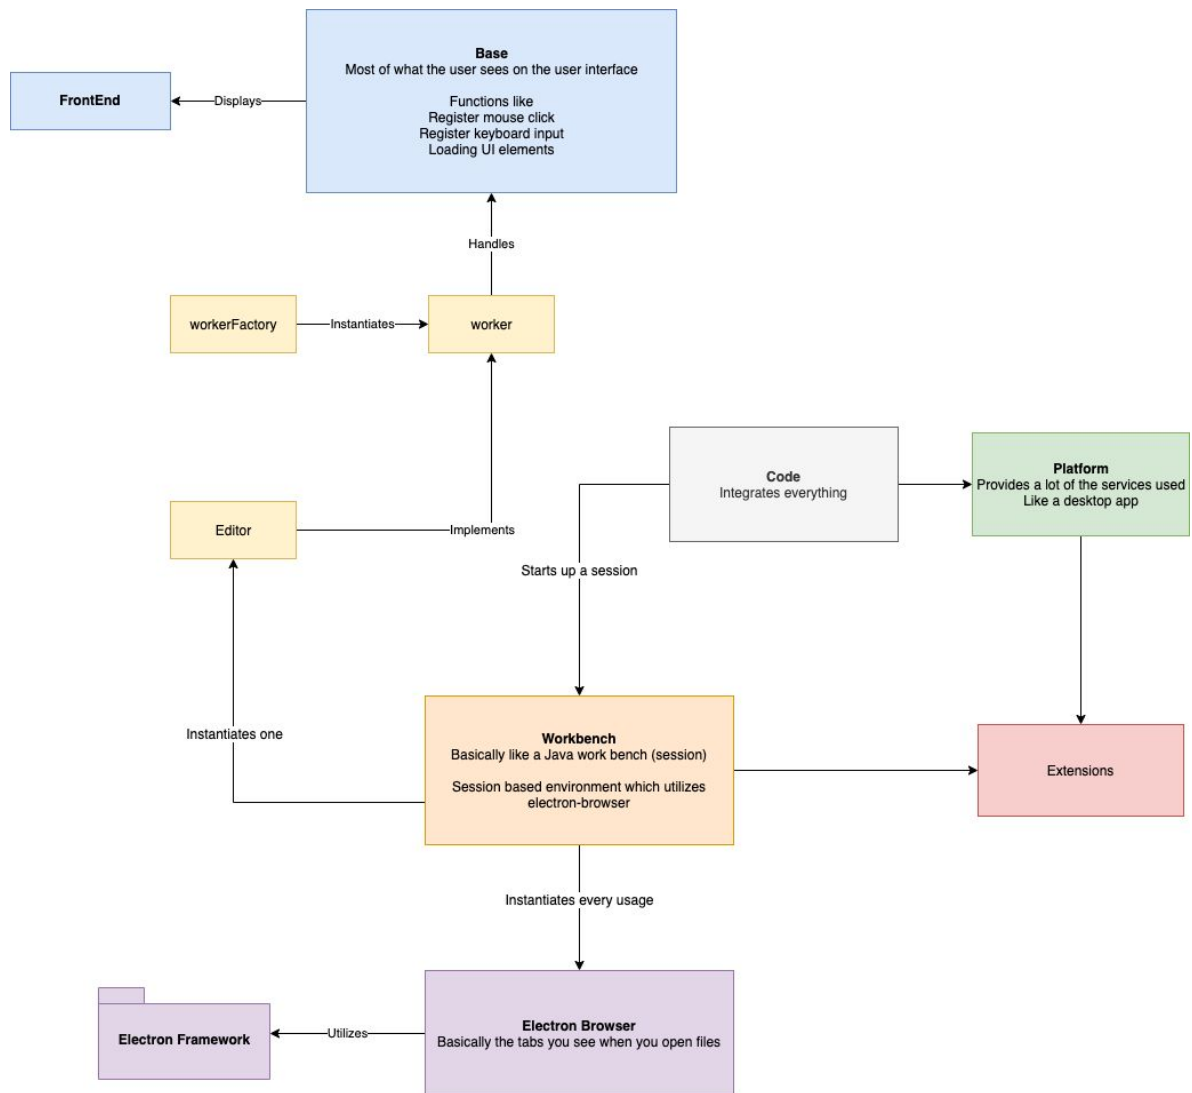 Base
Most of what the user sees on the user interface
Functions like
Register mouse click
Register keyboard input
Loading UI elements
FrontEnd
Displays
Handles
workerFactory
Instantiates
worker
Code
Integrates everything
Platform
Provides a lot of the services used
Like a desktop app
Editor
Implements
Starts up a session
Instantiates one
Workbench
Basically like a Java work bench (session)
Session based environment which utilizes
electron-browser
Extensions
Instantiates every usage
Electron Framework
Utilizes
Electron Browser
Basically the tabs you see when you open files